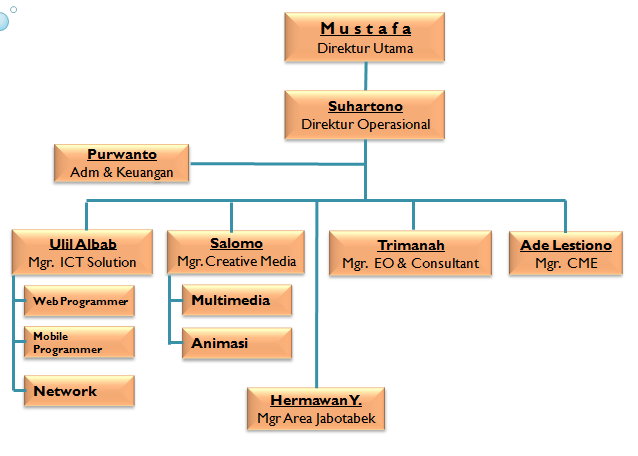 Mustafa
Direktur Utama
Suhartono
Direktur Operasional
Purwanto
Adm & Keuangan
Ulil Albab
Mgr. ICT Solution
Salomo
Mgr. Creative Media
Trimanah
Mgr. EO & Consultant
Ade Lestiono
Mgr. CME
Web Programmer
Mobile
Programmer
Network
Multimedia
Animasi
Hermawan Y.
Mgr Area Jabotabek